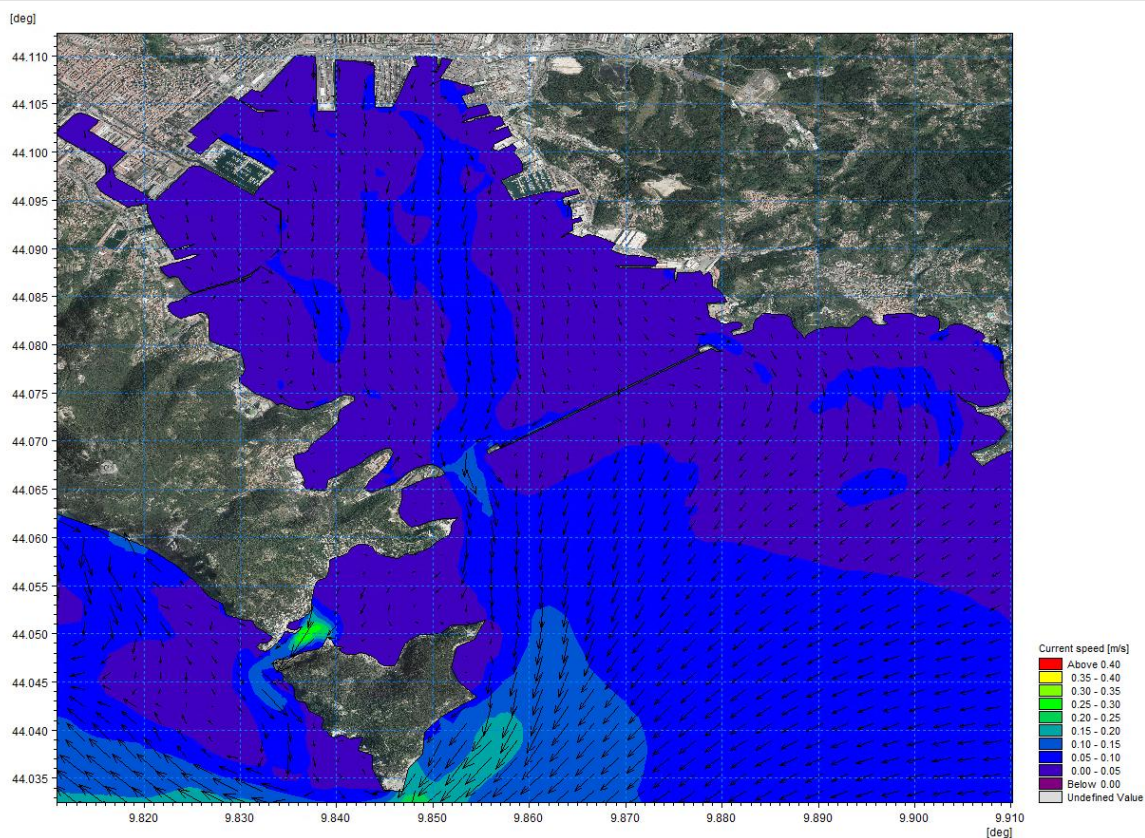 [deg]
44.110
44.105
44.100
44.095
44.090
44.085
44.080
44.075
44.070
44.065
44.060
44.055
44.050
44.045
44.040
44.035
9.820 9.830 9.840 9.850 9.860 9.870 9.880 9.890 9.900 9.910
[deg]
Current speed [m/s]
Above 0.40
0.35 - 0.40
0.30 - 0.35
0.25 - 0.30
0.20 - 0.25
0.15 - 0.20
0.10 - 0.15
0.05 - 0.10
0.00 - 0.05
Below 0.00
Undefined Value